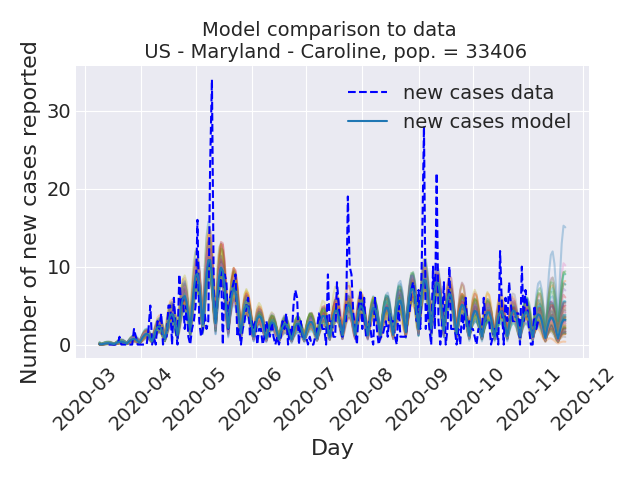 Model comparison to data
US - Maryland - Caroline, pop. = 33406
Number of new cases reported
30
20
10
0
new cases data
new cases model
2020-03
2020-04
2020-05
2020-06
2020-07
2020-08
2020-09
2020-10
2020-11
2020-12
Day